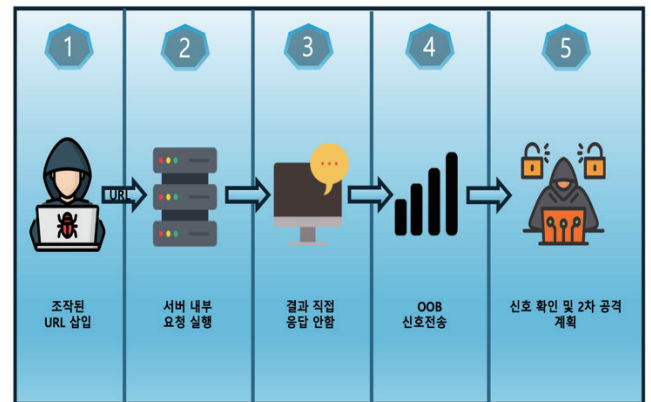 1
2
3
4
5
URL
조작된
URL 삽입
서버 내부
요청 실행
결과 직접
응답 안함
OOB
신호전송
신호 확인 및 2차 공격
계획